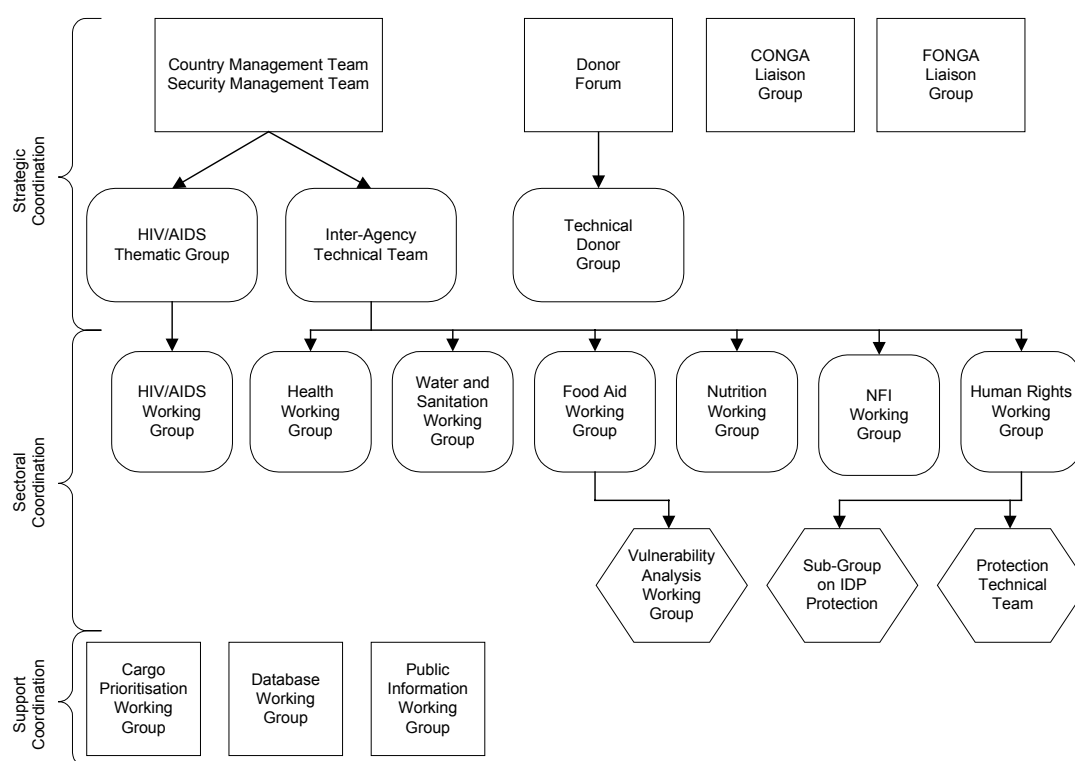 Strategic
Coordination
Country Management Team
Security Management Team
Donor
Forum
CONGA
Liaison
Group
FONGA
Liaison
Group
HIV/AIDS
Thematic Group
Inter-Agency
Technical Team
Technical
Donor
Group
Sectoral
Coordination
HIV/AIDS
Working
Group
Health
Working
Group
Water and
Sanitation
Working
Group
Food Aid
Working
Group
Nutrition
Working
Group
NFI
Working
Group
Human Rights
Working
Group
Vulnerability
Analysis
Working
Group
Sub-Group
on IDP
Protection
Protection
Technical
Team
Support
Coordination
Cargo
Prioritisation
Working
Group
Database
Working
Group
Public
Information
Working
Group